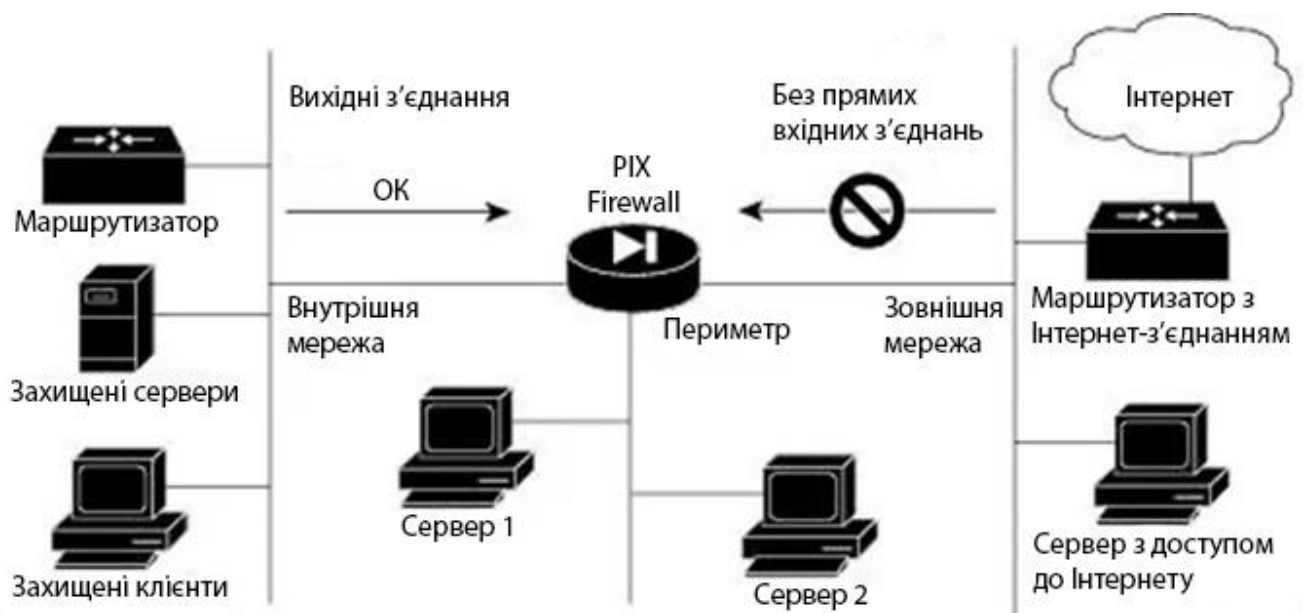 Вихідні з’єднання
ОК
Маршрутизатор
Захищені сервери
Захищені клієнти
Внутрішня
мережа
PIX
Firewall
Периметр
Сервер 1
Сервер 2
Без прямих
вхідних з’єднань
Зовнішня
мережа
Інтернет
Маршрутизатор з
Інтернет-з’єднанням
Сервер з доступом
до Інтернету